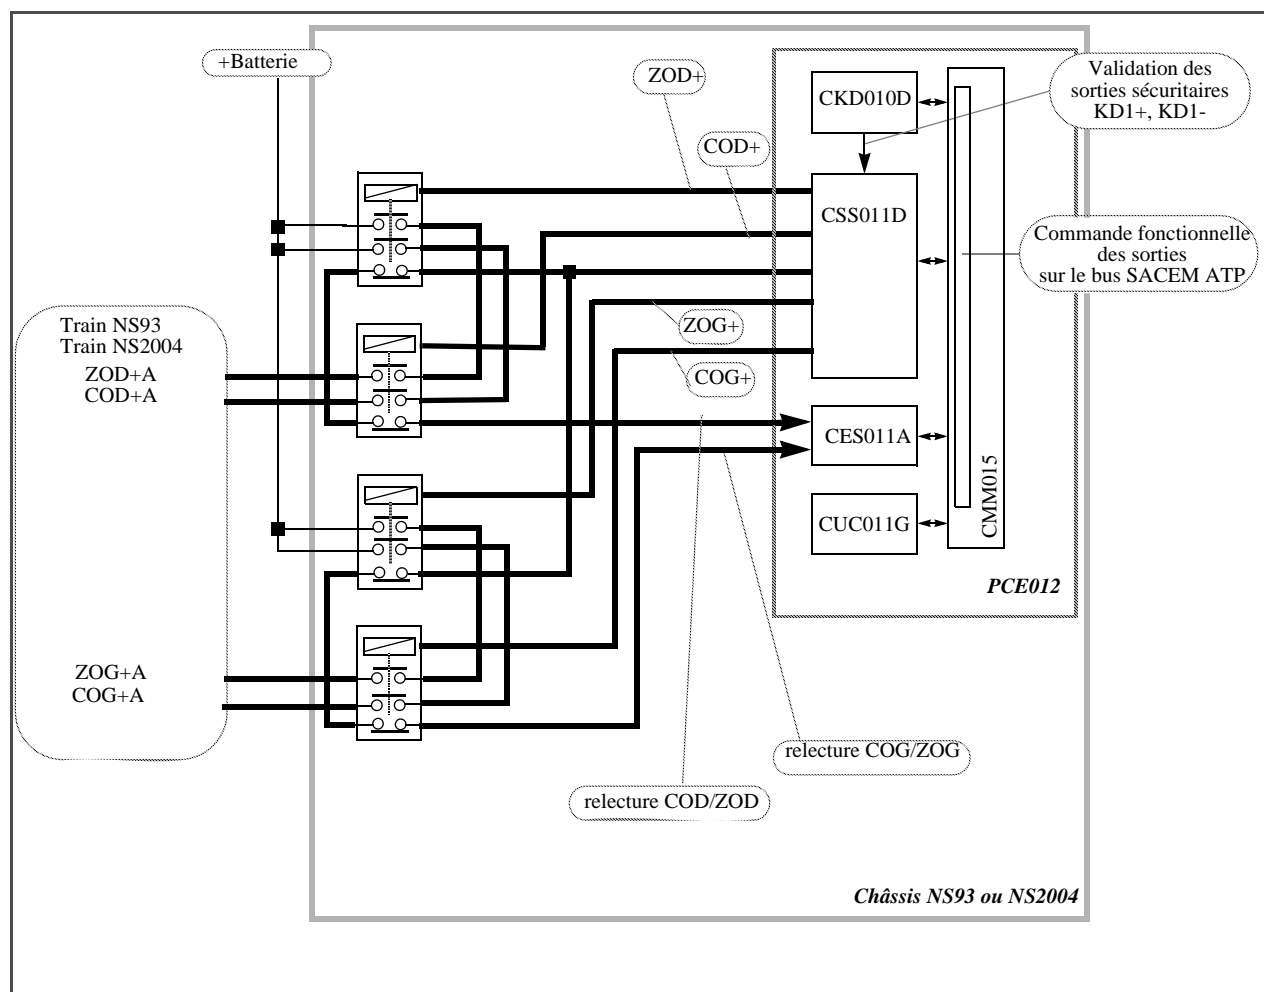 +Batterie
ZOD+
COD+
CKD010D
Validation des
sorties sécuritaires
KD1+, KD1-
CSS011D
Commande fonctionnelle
des sorties
sur le bus SACEM ATP
Train NS93
Train NS2004
ZOD+A
COD+A
ZOG+
COG+
CES011A
CUC011G
CMM015
PCE012
ZOG+A
COG+A
relecture COG/ZOG
relecture COD/ZOD
Châssis NS93 ou NS2004